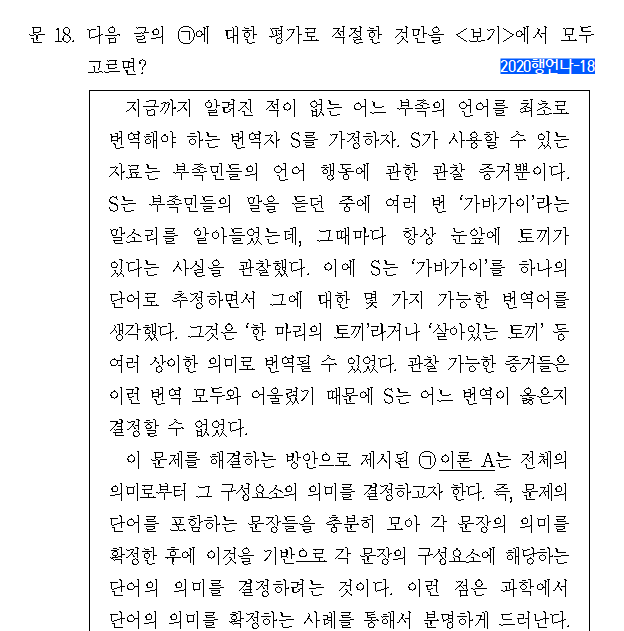 문 18. 다음 글의 ㉠에 대한 평가로 적절한 것만을 <보기>에서 모두
고르면?
2020행언나-18
지금까지 알려진 적이 없는 어느 부족의 언어를 최초로
번역해야 하는 번역자 S를 가정하자. S가 사용할 수 있는
자료는 부족민들의 언어 행동에 관한 관찰 증거뿐이다.
S는 부족민들의 말을 듣던 중에 여러 번 ‘가바가이’라는
말소리를 알아들었는데, 그때마다 항상 눈앞에 토끼가
있다는 사실을 관찰했다. 이에 S는 ‘가바가이’를 하나의
단어로 추정하면서 그에 대한 몇 가지 가능한 번역어를
생각했다. 그것은 ‘한 마리의 토끼’라거나 ‘살아있는 토끼’ 등
여러 상이한 의미로 번역될 수 있었다. 관찰 가능한 증거들은
이런 번역 모두와 어울렸기 때문에 S는 어느 번역이 옳은지
결정할 수 없었다.
이 문제를 해결하는 방안으로 제시된 ㉠이론 A는 전체의
의미로부터 그 구성요소의 의미를 결정하고자 한다. 즉, 문제의
단어를 포함하는 문장들을 충분히 모아 각 문장의 의미를
확정한 후에 이것을 기반으로 각 문장의 구성요소에 해당하는
단어의 의미를 결정하려는 것이다. 이런 점은 과학에서
단어의 의미를 확정하는 사례를 통해서 분명하게 드러난다.